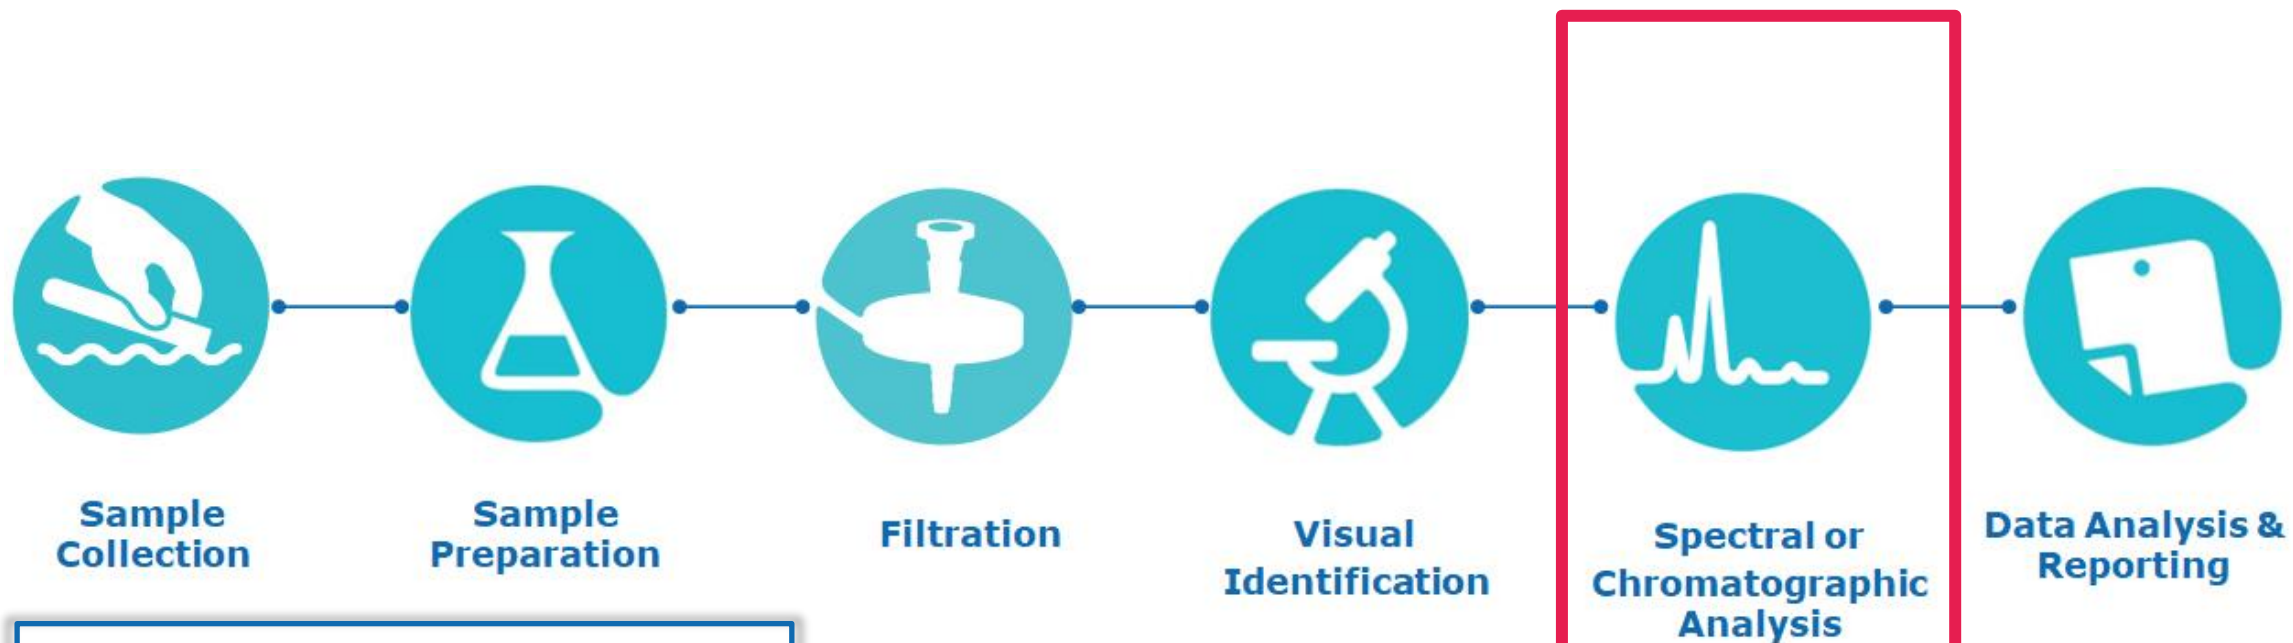 Sample
Collection
Sample
Preparation
Filtration
Visual
Identification
Spectral or
Chromatographic
Analysis
Data Analysis &
Reporting